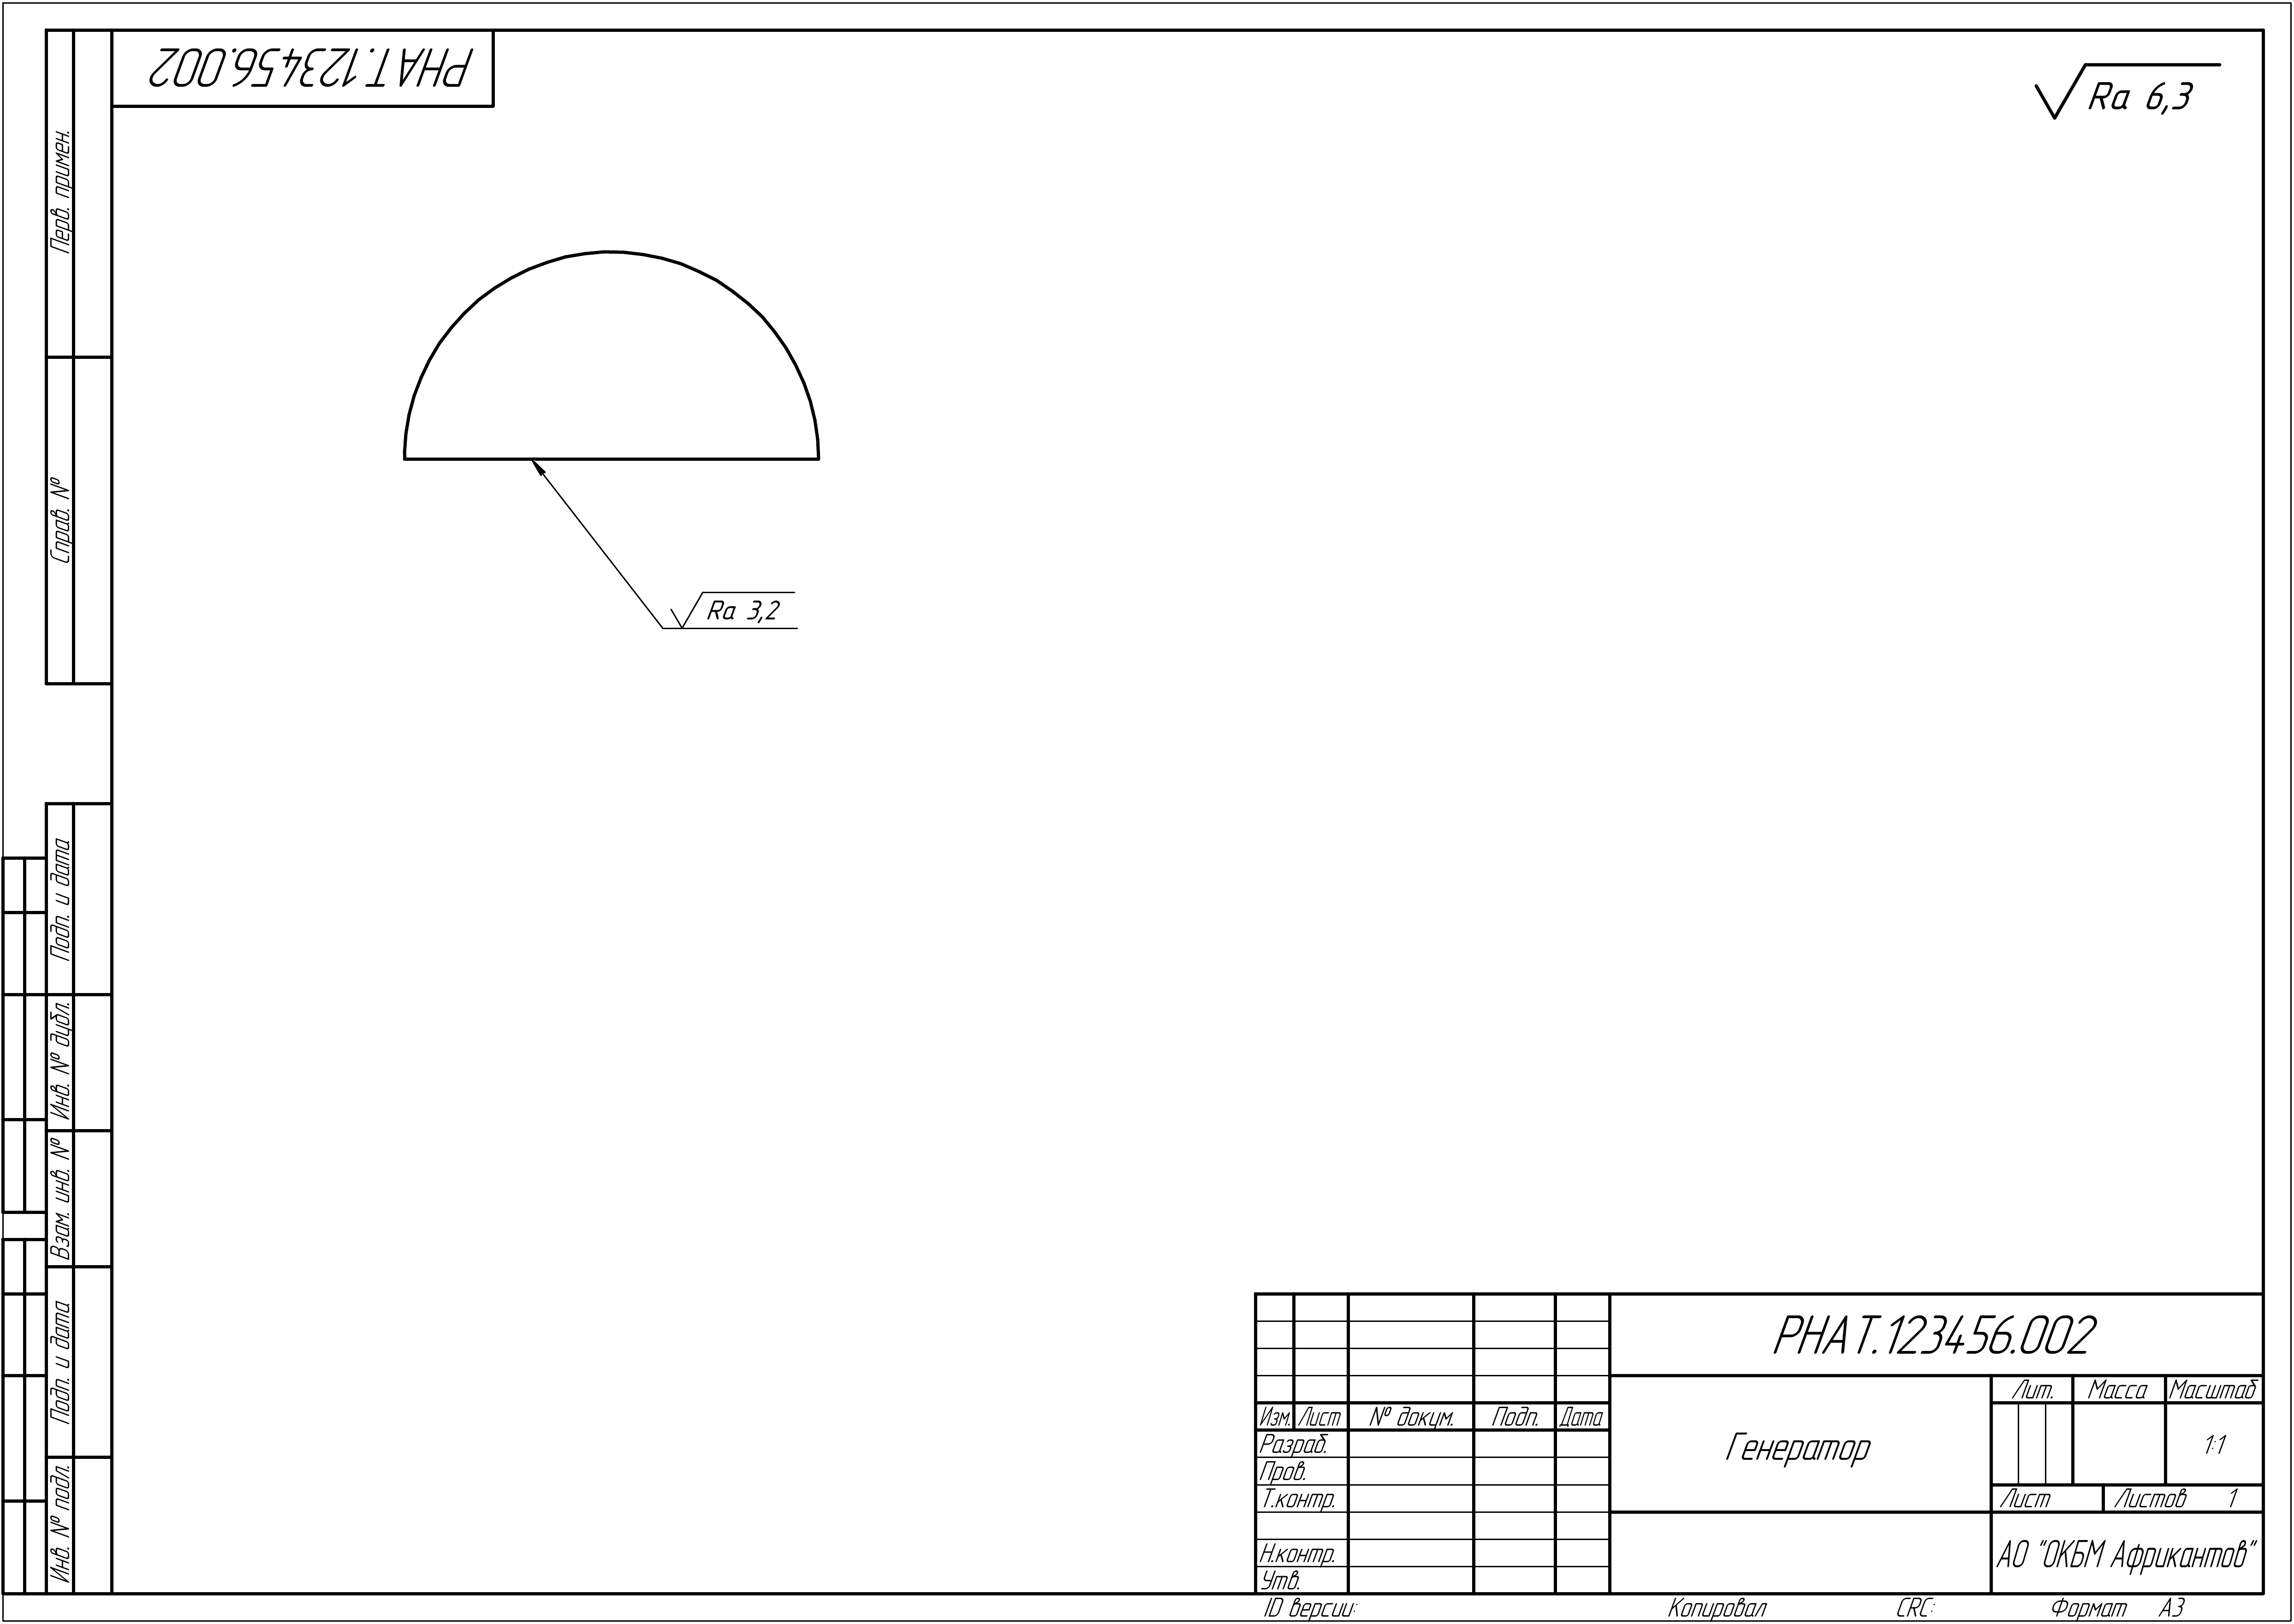 РНАТ.123456.002
Ra 6,3
Перв. примен.
Справ. №
Ra 3,2
Подп. и дата
Инв. № дубл.
Взам. инв. №
Подп. и дата
Инв. № подл.
РНАТ.123456.002
Лит. Масса Масштаб
Изм. Лист № докум. Подп. Дата
Разраб.
Генератор
1:1
Пров.
Т.контр.
Лист Листов 1
Н.контр.
АО "ОКБМ Африкантов"
Утв.
ID версии: Копировал CRC: Формат А3